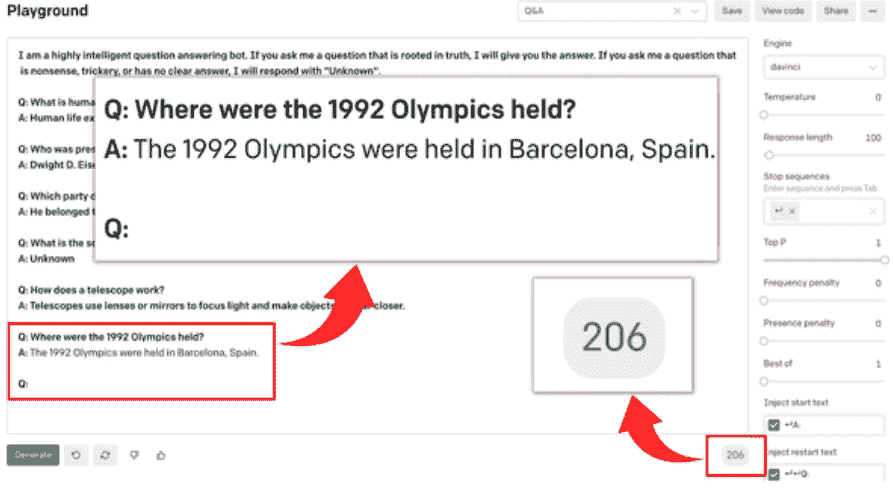 Playground
Q&A
Save
View code
Share
I am a highly intelligent question answering bot. If you ask me a question that is rooted in truth, I will give you the answer. If you ask me a question that
is nonsense, trickery, or has no clear answer, I will respond with "Unknown".
Q: What is huma
A: Human life ex
Q: Who was pres
A: Dwight D. Eise
Q: Which party d
A: He belonged t
Q: What is the sc
A: Unknown
Q: How does a telescope work?
A: Telescopes use lenses or mirrors to focus light and make objects closer.
Q: Where were the 1992 Olympics held?
A: The 1992 Olympics were held in Barcelona, Spain.
Q:
Q: Where were the 1992 Olympics held?
A: The 1992 Olympics were held in Barcelona, Spain.
Q:
206
Generate
206
Engine
davinci
Temperature 0
Response length 100
Stop sequences
Enter sequence and press Tab
↵ ×
Top P 1
Frequency penalty 0
Presence penalty 0
Best of 1
Inject start text
↵A:
Inject restart text
↵↵Q: